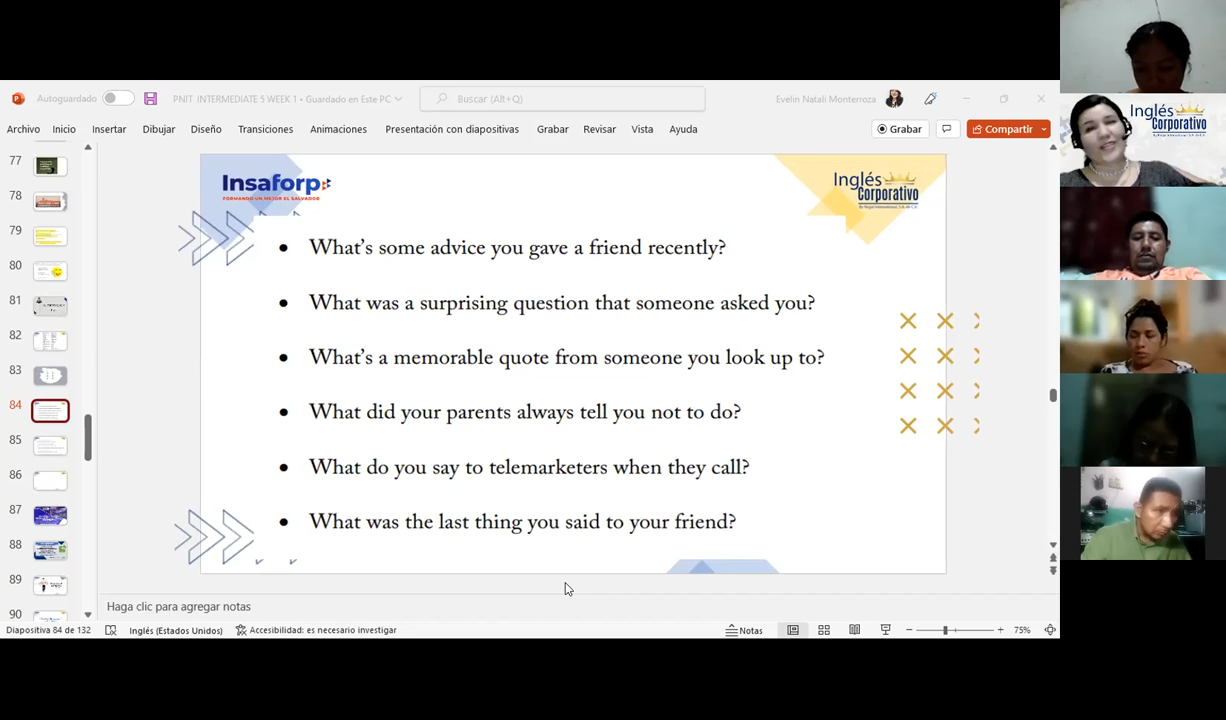 Autoguardado
PNIT INTERMEDIATE 5 WEEK 1 • Guardado en Este PC
Buscar (Alt+Q)
Evelin Natali Monterroza
Archivo Inicio Insertar Dibujar Diseño Transiciones Animaciones Presentación con diapositivas Grabar Revisar Vista Ayuda
Grabar
Compartir
Inglés
Corporativo
77
78
79
80
81
82
83
84
85
86
87
88
89
90
Insaforp
FORMANDO UN MEJOR EL SALVADOR
Inglés
Corporativo
• What's some advice you gave a friend recently?
• What was a surprising question that someone asked you?
• What's a memorable quote from someone you look up to?
• What did your parents always tell you not to do?
• What do you say to telemarketers when they call?
• What was the last thing you said to your friend?
Haga clic para agregar notas
Diapositiva 84 de 132
Inglés (Estados Unidos)
Accesibilidad: es necesario investigar
Notas
75%